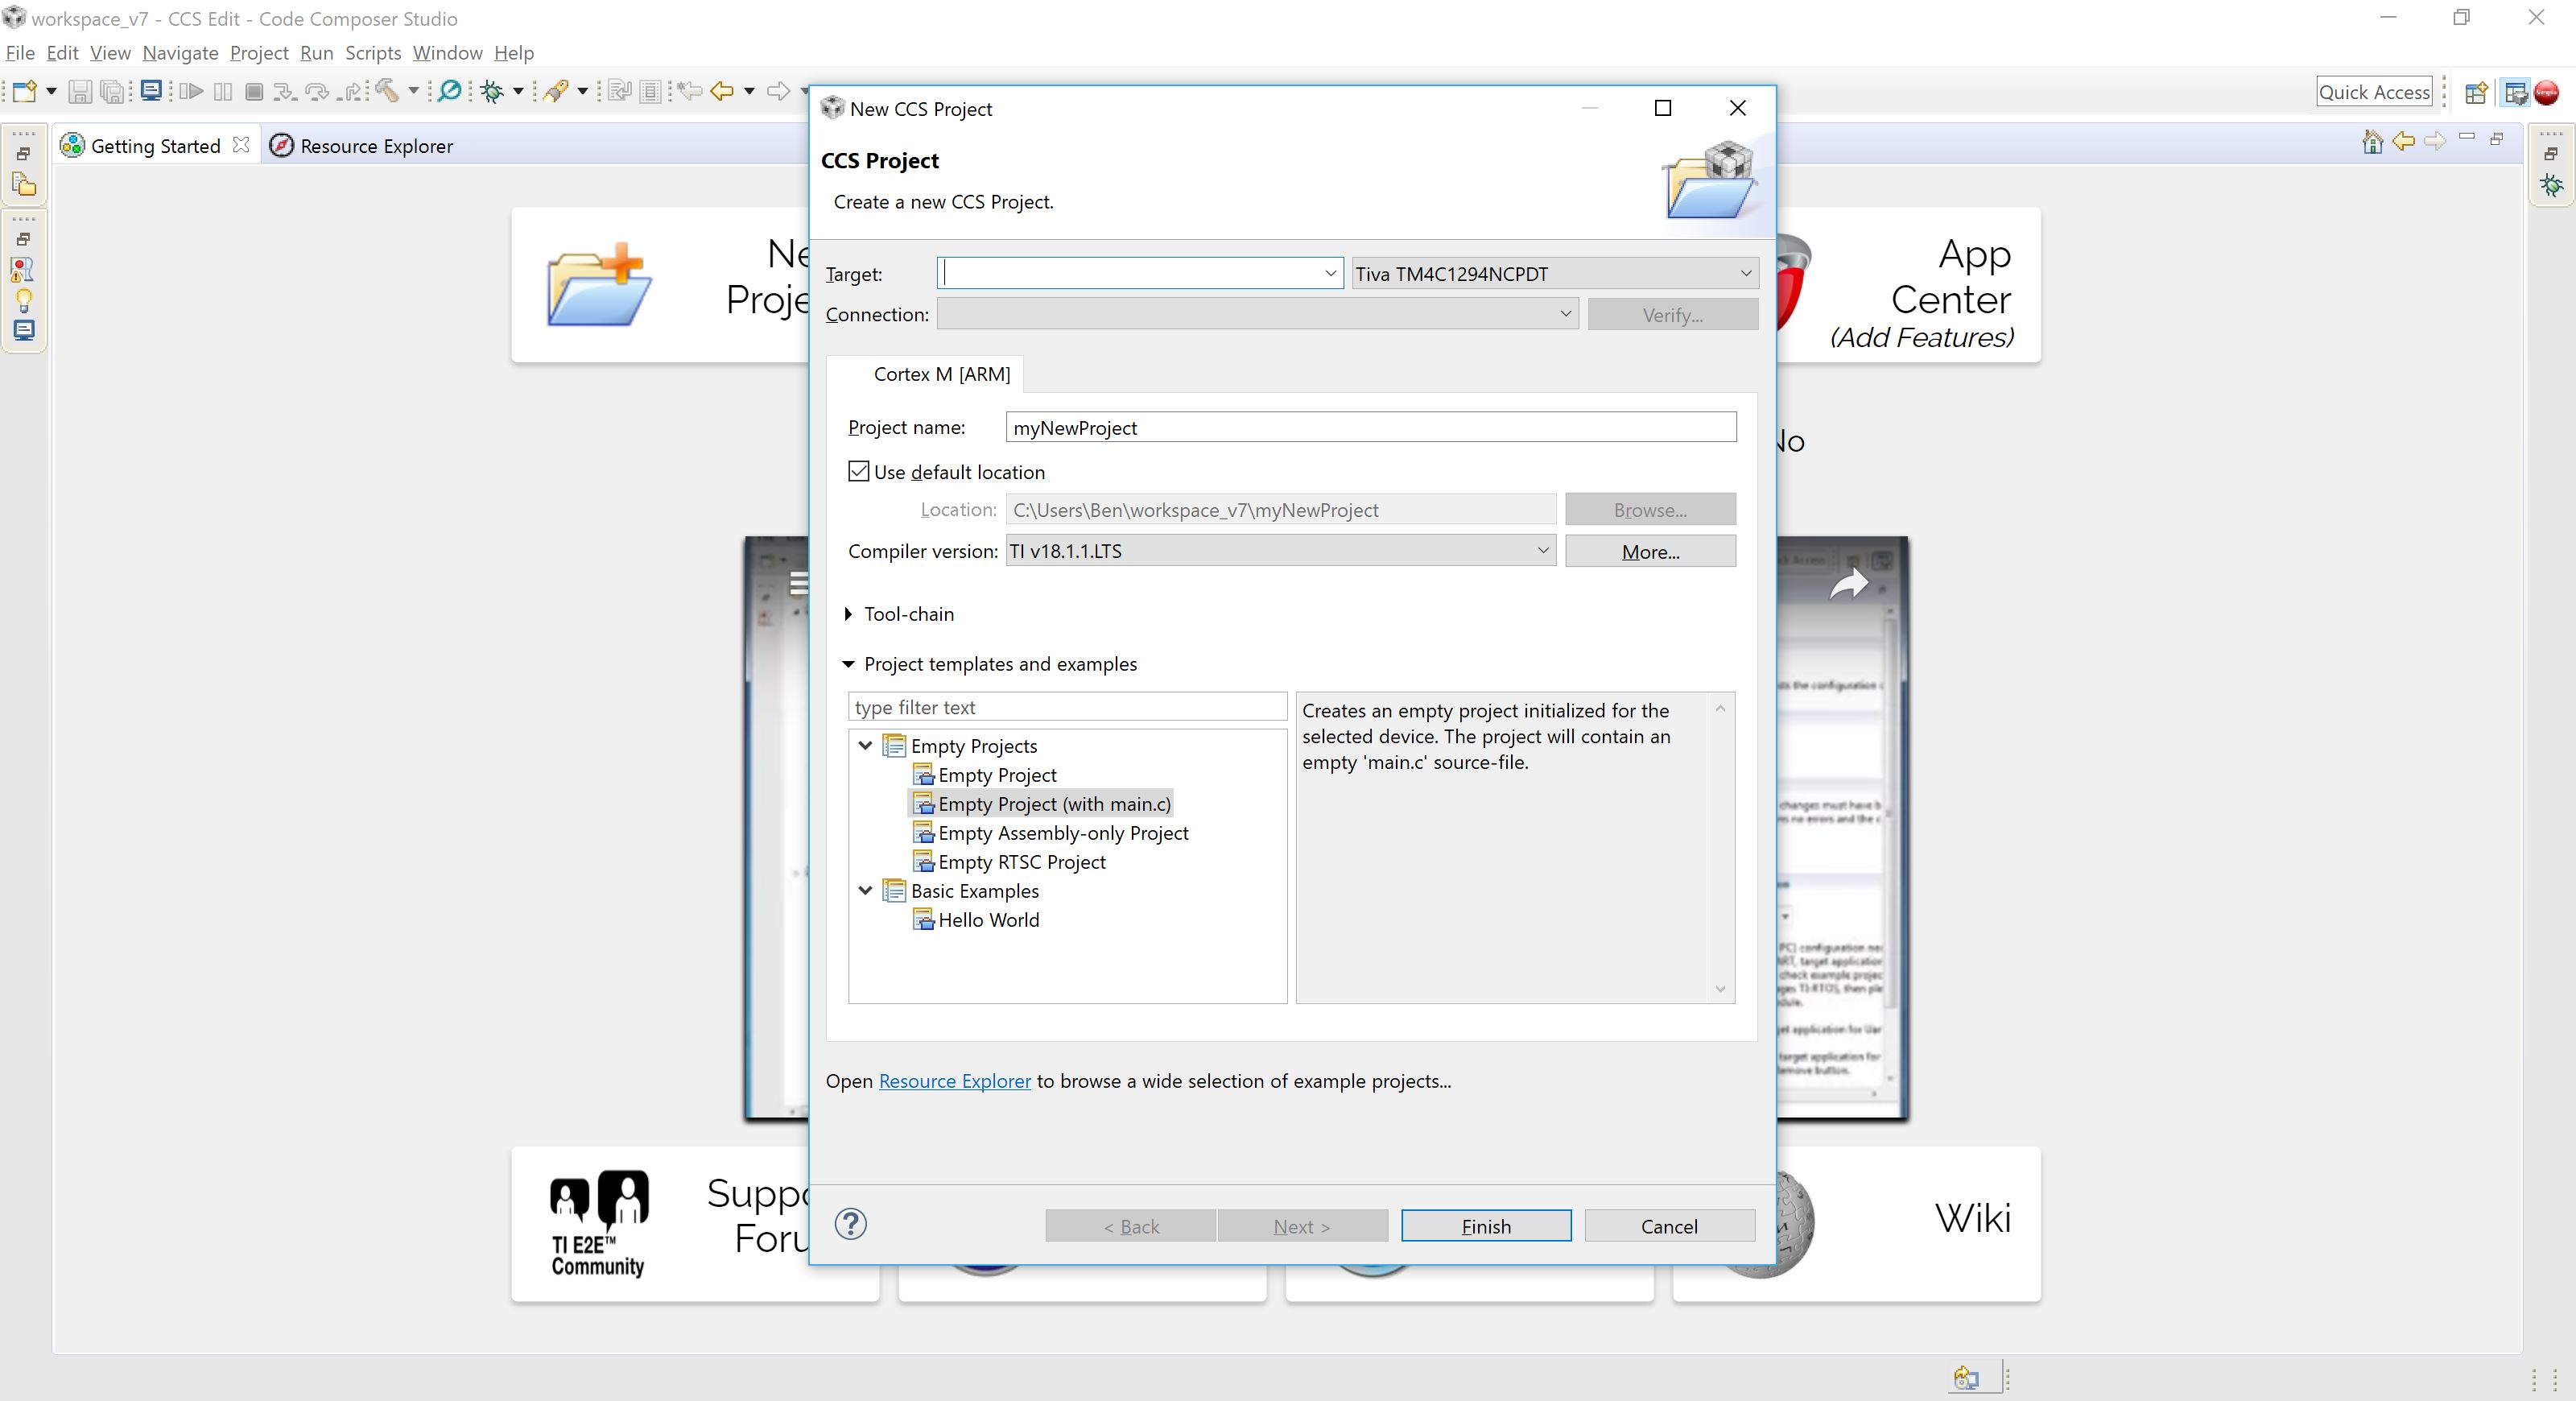 workspace_v7 - CCS Edit - Code Composer Studio
File Edit View Navigate Project Run Scripts Window Help
Quick Access
Getting Started
Resource Explorer
New CCS Project
CCS Project
Create a new CCS Project.
Target:
Tiva TM4C1294NCPDT
Connection:
Verify...
Cortex M [ARM]
Project name:
myNewProject
Use default location
Location:
C:\Users\Ben\workspace_v7\myNewProject
Browse...
Compiler version:
TI v18.1.1.LTS
More...
Tool-chain
Project templates and examples
type filter text
Empty Projects
Empty Project
Empty Project (with main.c)
Empty Assembly-only Project
Empty RTSC Project
Basic Examples
Hello World
Creates an empty project initialized for the
selected device. The project will contain an
empty 'main.c' source-file.
Open Resource Explorer to browse a wide selection of example projects...
< Back
Next >
Finish
Cancel
App
Center
(Add Features)
No
TI E2E™
Community
Wiki